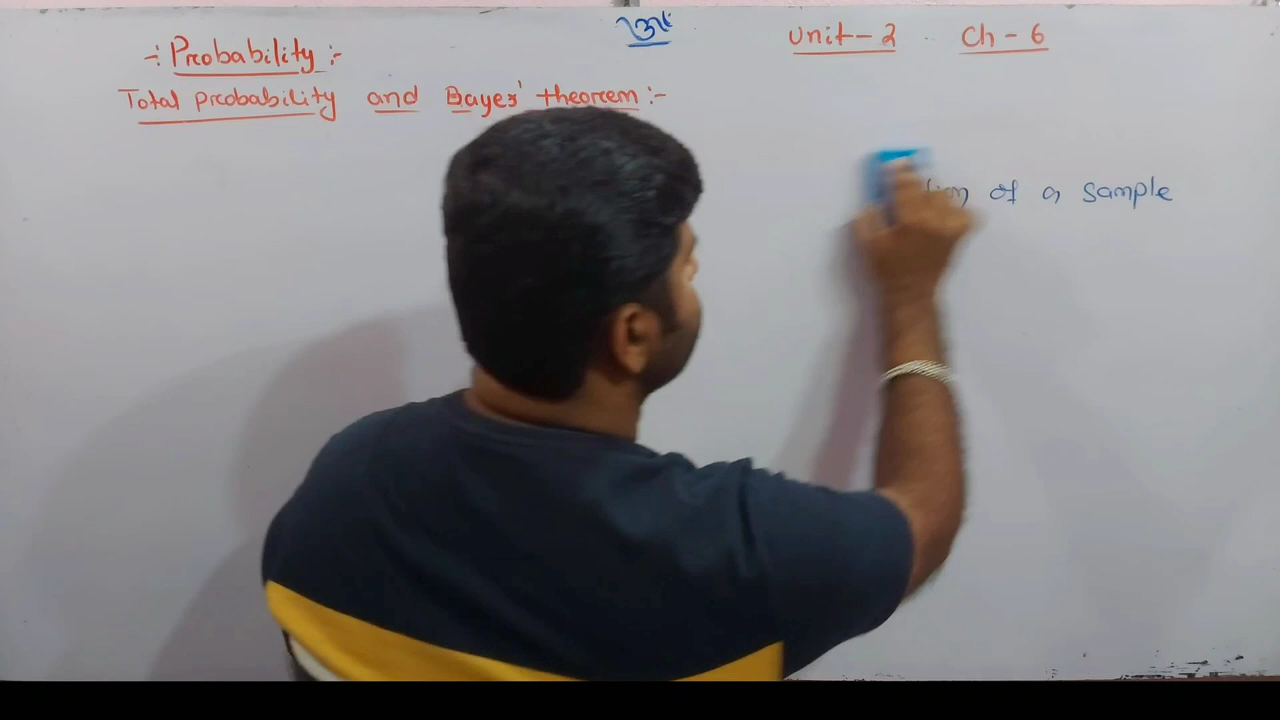 ॐ
Unit - 2 Ch - 6
-: Probability :-
Total probability and Bayes' theorem :-
of a sample